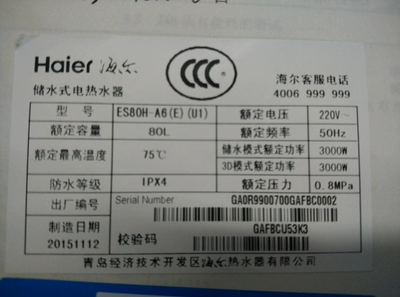 Haier 海尔
储水式电热水器
海尔客服电话
4006 999 999
型号 ES80H-A6(E)(U1) 额定电压 220V~
额定容量 80L 额定频率 50Hz
额定最高温度 75℃ 储水模式额定功率 3000W
3D模式额定功率 3000W
防水等级 IPX4 额定压力 0.8MPa
制造日期 20151112
Serial Number GA0R9900700GAFBC0002
校验码 GAFBCU53K3
青岛经济技术开发区海尔热水器有限公司